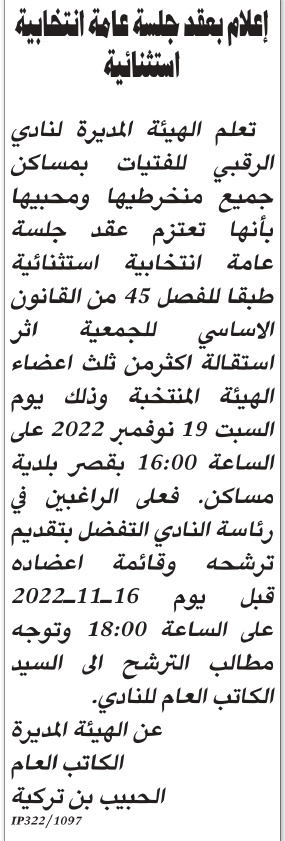 إعلام بعقد جلسة عامة انتخابية
استثنائية
تعلم الهيئة المديرة لنادي
الرقبي للفتيات بمساكن
جميع منخرطيها ومحبيها
بأنها تعتزم عقد جلسة
عامة انتخابية استثنائية
طبقا للفصل 45 من القانون
الاساسي للجمعية اثر
استقالة اكثرمن ثلث اعضاء
الهيئة المنتخبة وذلك يوم
السبت 19 نوفمبر 2022 على
الساعة 16:00 بقصر بلدية
مساكن. فعلى الراغبين في
رئاسة النادي التفضل بتقديم
ترشحه وقائمة اعضاده
قبل يوم 16ـ11ـ2022
على الساعة 18:00 وتوجه
مطالب الترشح الى السيد
الكاتب العام للنادي.
عن الهيئة المديرة
الكاتب العام
الحبيب بن تركية
IP322/1097